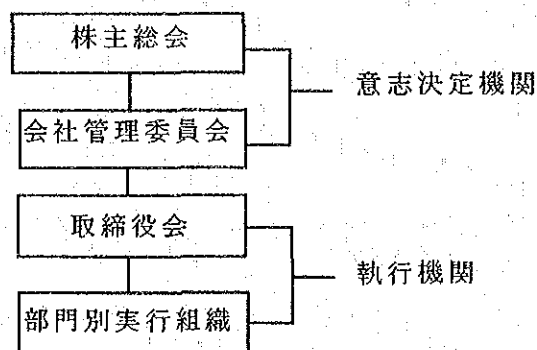 株主総会
意志決定機関
会社管理委員会
取締役会
執行機関
部門別実行組織